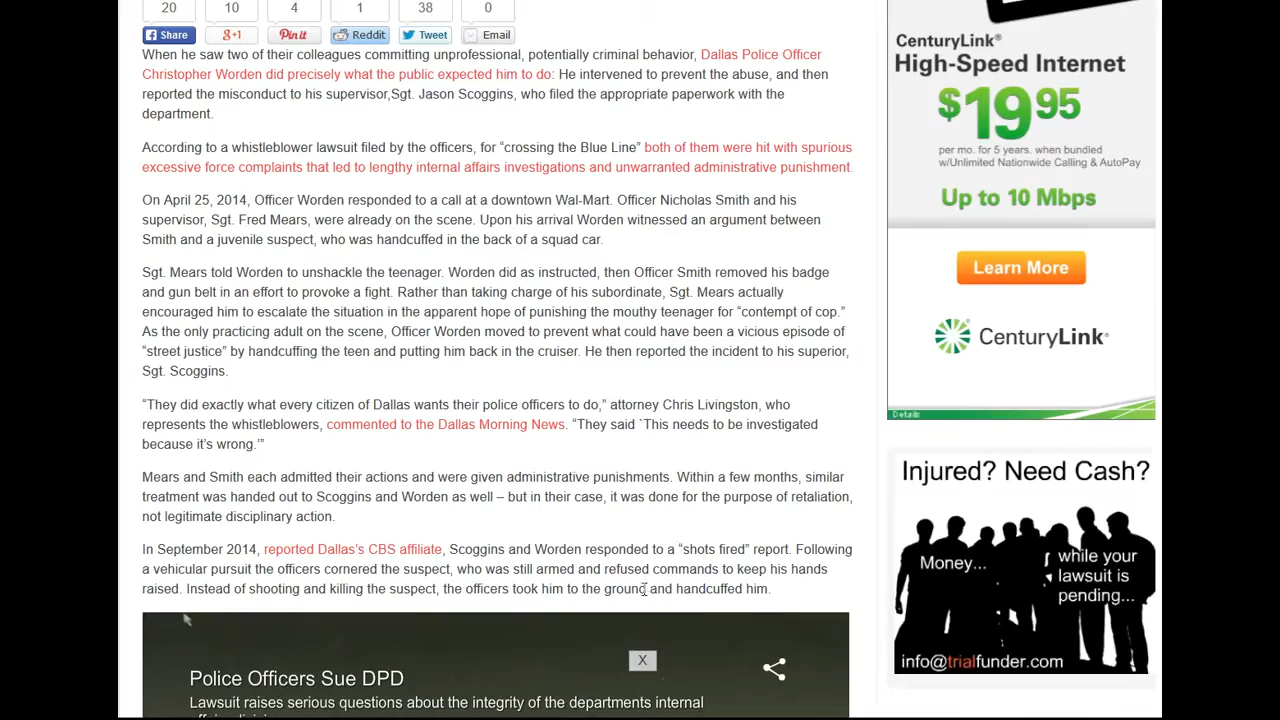 20 10 4 1 38 0
Share +1 Pin it Reddit Tweet Email
When he saw two of their colleagues committing unprofessional, potentially criminal behavior, Dallas Police Officer
Christopher Worden did precisely what the public expected him to do: He intervened to prevent the abuse, and then
reported the misconduct to his supervisor,Sgt. Jason Scoggins, who filed the appropriate paperwork with the
department.
According to a whistleblower lawsuit filed by the officers, for “crossing the Blue Line” both of them were hit with spurious
excessive force complaints that led to lengthy internal affairs investigations and unwarranted administrative punishment.
On April 25, 2014, Officer Worden responded to a call at a downtown Wal-Mart. Officer Nicholas Smith and his
supervisor, Sgt. Fred Mears, were already on the scene. Upon his arrival Worden witnessed an argument between
Smith and a juvenile suspect, who was handcuffed in the back of a squad car.
Sgt. Mears told Worden to unshackle the teenager. Worden did as instructed, then Officer Smith removed his badge
and gun belt in an effort to provoke a fight. Rather than taking charge of his subordinate, Sgt. Mears actually
encouraged him to escalate the situation in the apparent hope of punishing the mouthy teenager for “contempt of cop.”
As the only practicing adult on the scene, Officer Worden moved to prevent what could have been a vicious episode of
“street justice” by handcuffing the teen and putting him back in the cruiser. He then reported the incident to his superior,
Sgt. Scoggins.
“They did exactly what every citizen of Dallas wants their police officers to do,” attorney Chris Livingston, who
represents the whistleblowers, commented to the Dallas Morning News. “They said `This needs to be investigated
because it’s wrong.’”
Mears and Smith each admitted their actions and were given administrative punishments. Within a few months, similar
treatment was handed out to Scoggins and Worden as well – but in their case, it was done for the purpose of retaliation,
not legitimate disciplinary action.
In September 2014, reported Dallas’s CBS affiliate, Scoggins and Worden responded to a “shots fired” report. Following
a vehicular pursuit the officers cornered the suspect, who was still armed and refused commands to keep his hands
raised. Instead of shooting and killing the suspect, the officers took him to the ground and handcuffed him.
X
Police Officers Sue DPD
Lawsuit raises serious questions about the integrity of the departments internal
CenturyLink®
High-Speed Internet
$19.95
per mo. for 5 years. when bundled
w/Unlimited Nationwide Calling & AutoPay
Up to 10 Mbps
Learn More
CenturyLink®
Details
Injured? Need Cash?
Money...
while your
lawsuit is
pending...
info@trialfunder.com